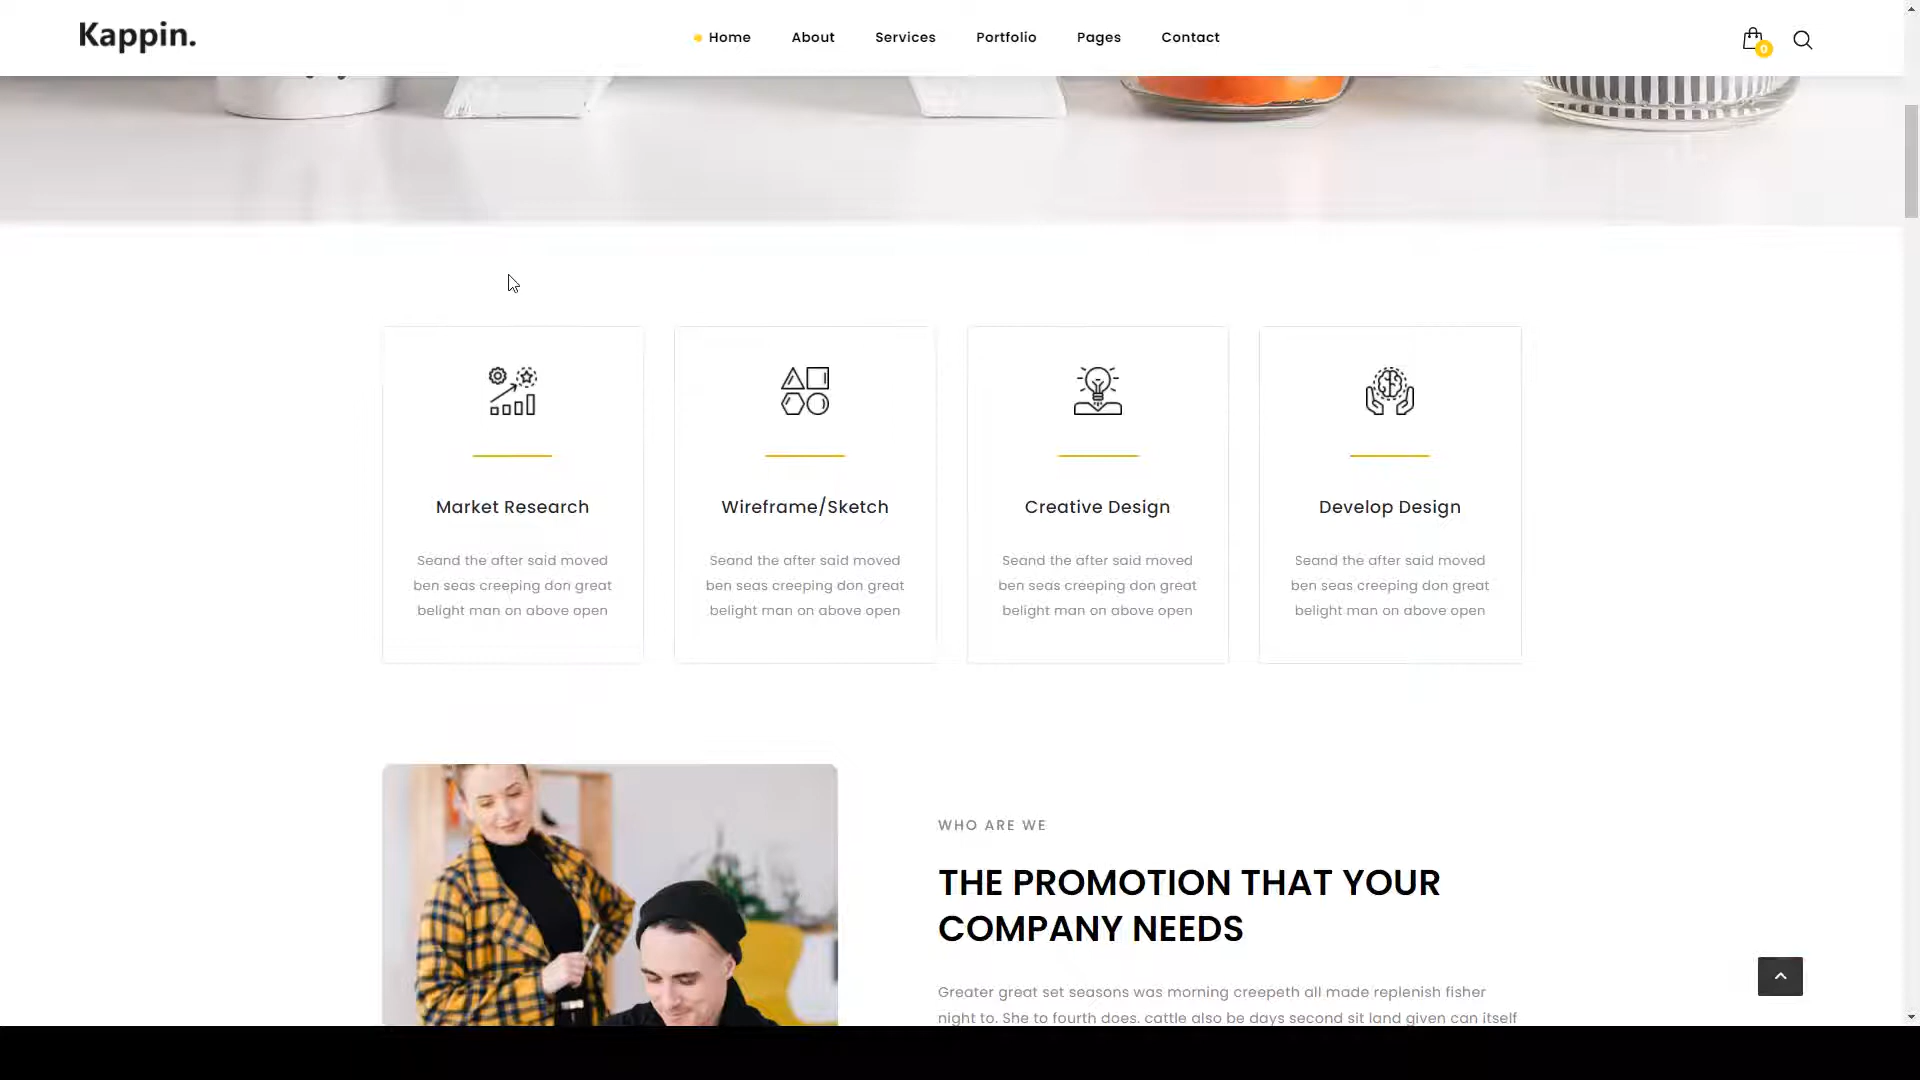 Kappin.
Home About Services Portfolio Pages Contact
0
Market Research
Seand the after said moved
ben seas creeping don great
belight man on above open
Wireframe/Sketch
Seand the after said moved
ben seas creeping don great
belight man on above open
Creative Design
Seand the after said moved
ben seas creeping don great
belight man on above open
Develop Design
Seand the after said moved
ben seas creeping don great
belight man on above open
WHO ARE WE
THE PROMOTION THAT YOUR
COMPANY NEEDS
Greater great set seasons was morning creepeth all made replenish fisher
night to. She to fourth does. cattle also be days second sit land given can itself